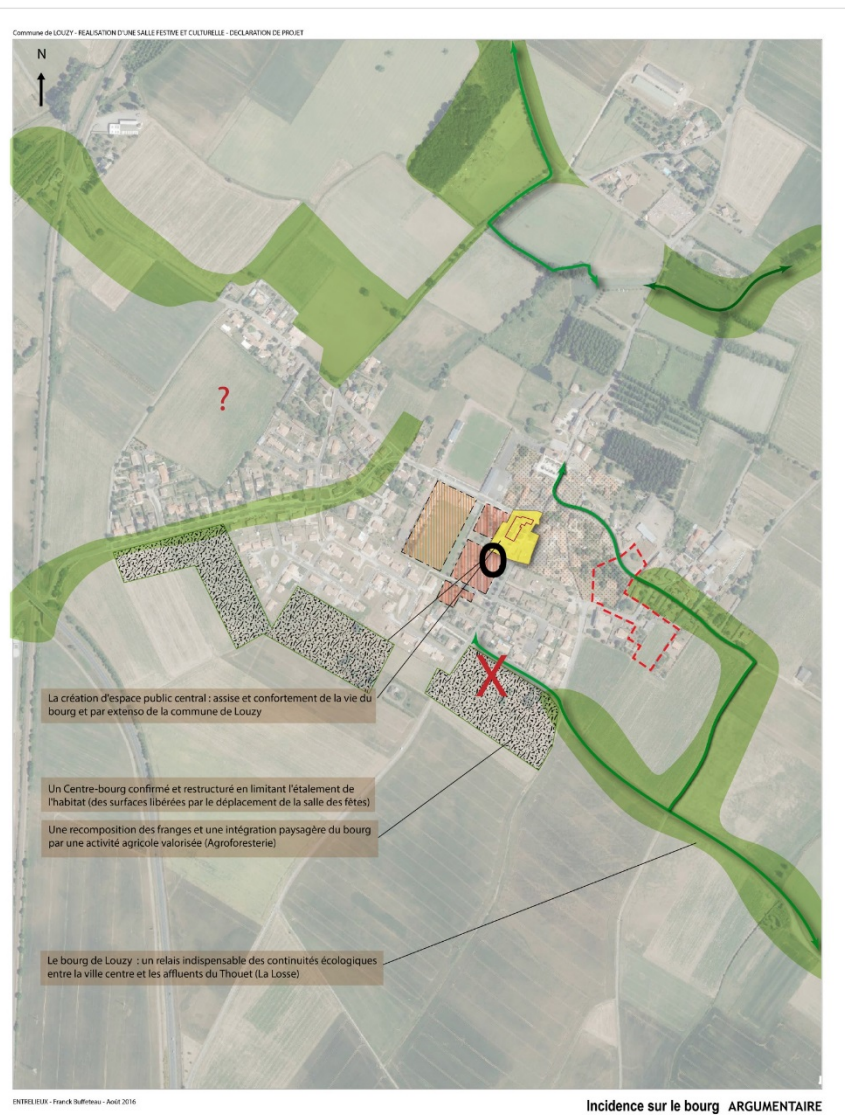 Commune de LOUZY - REALISATION D'UNE SALLE FESTIVE ET CULTURELLE - DECLARATION DE PROJET
N
?
O
X
La création d'espace public central : assise et confortement de la vie du
bourg et par extenso de la commune de Louzy
Un Centre-bourg confirmé et restructuré en limitant l'étalement de
l'habitat (des surfaces libérées par le déplacement de la salle des fêtes)
Une recomposition des franges et une intégration paysagère du bourg
par une activité agricole valorisée (Agroforesterie)
Le bourg de Louzy : un relais indispensable des continuités écologiques
entre la ville centre et les affluents du Thouet (La Losse)
ENTRELIEUX - Franck Buffeteau - Août 2016
Incidence sur le bourg ARGUMENTAIRE